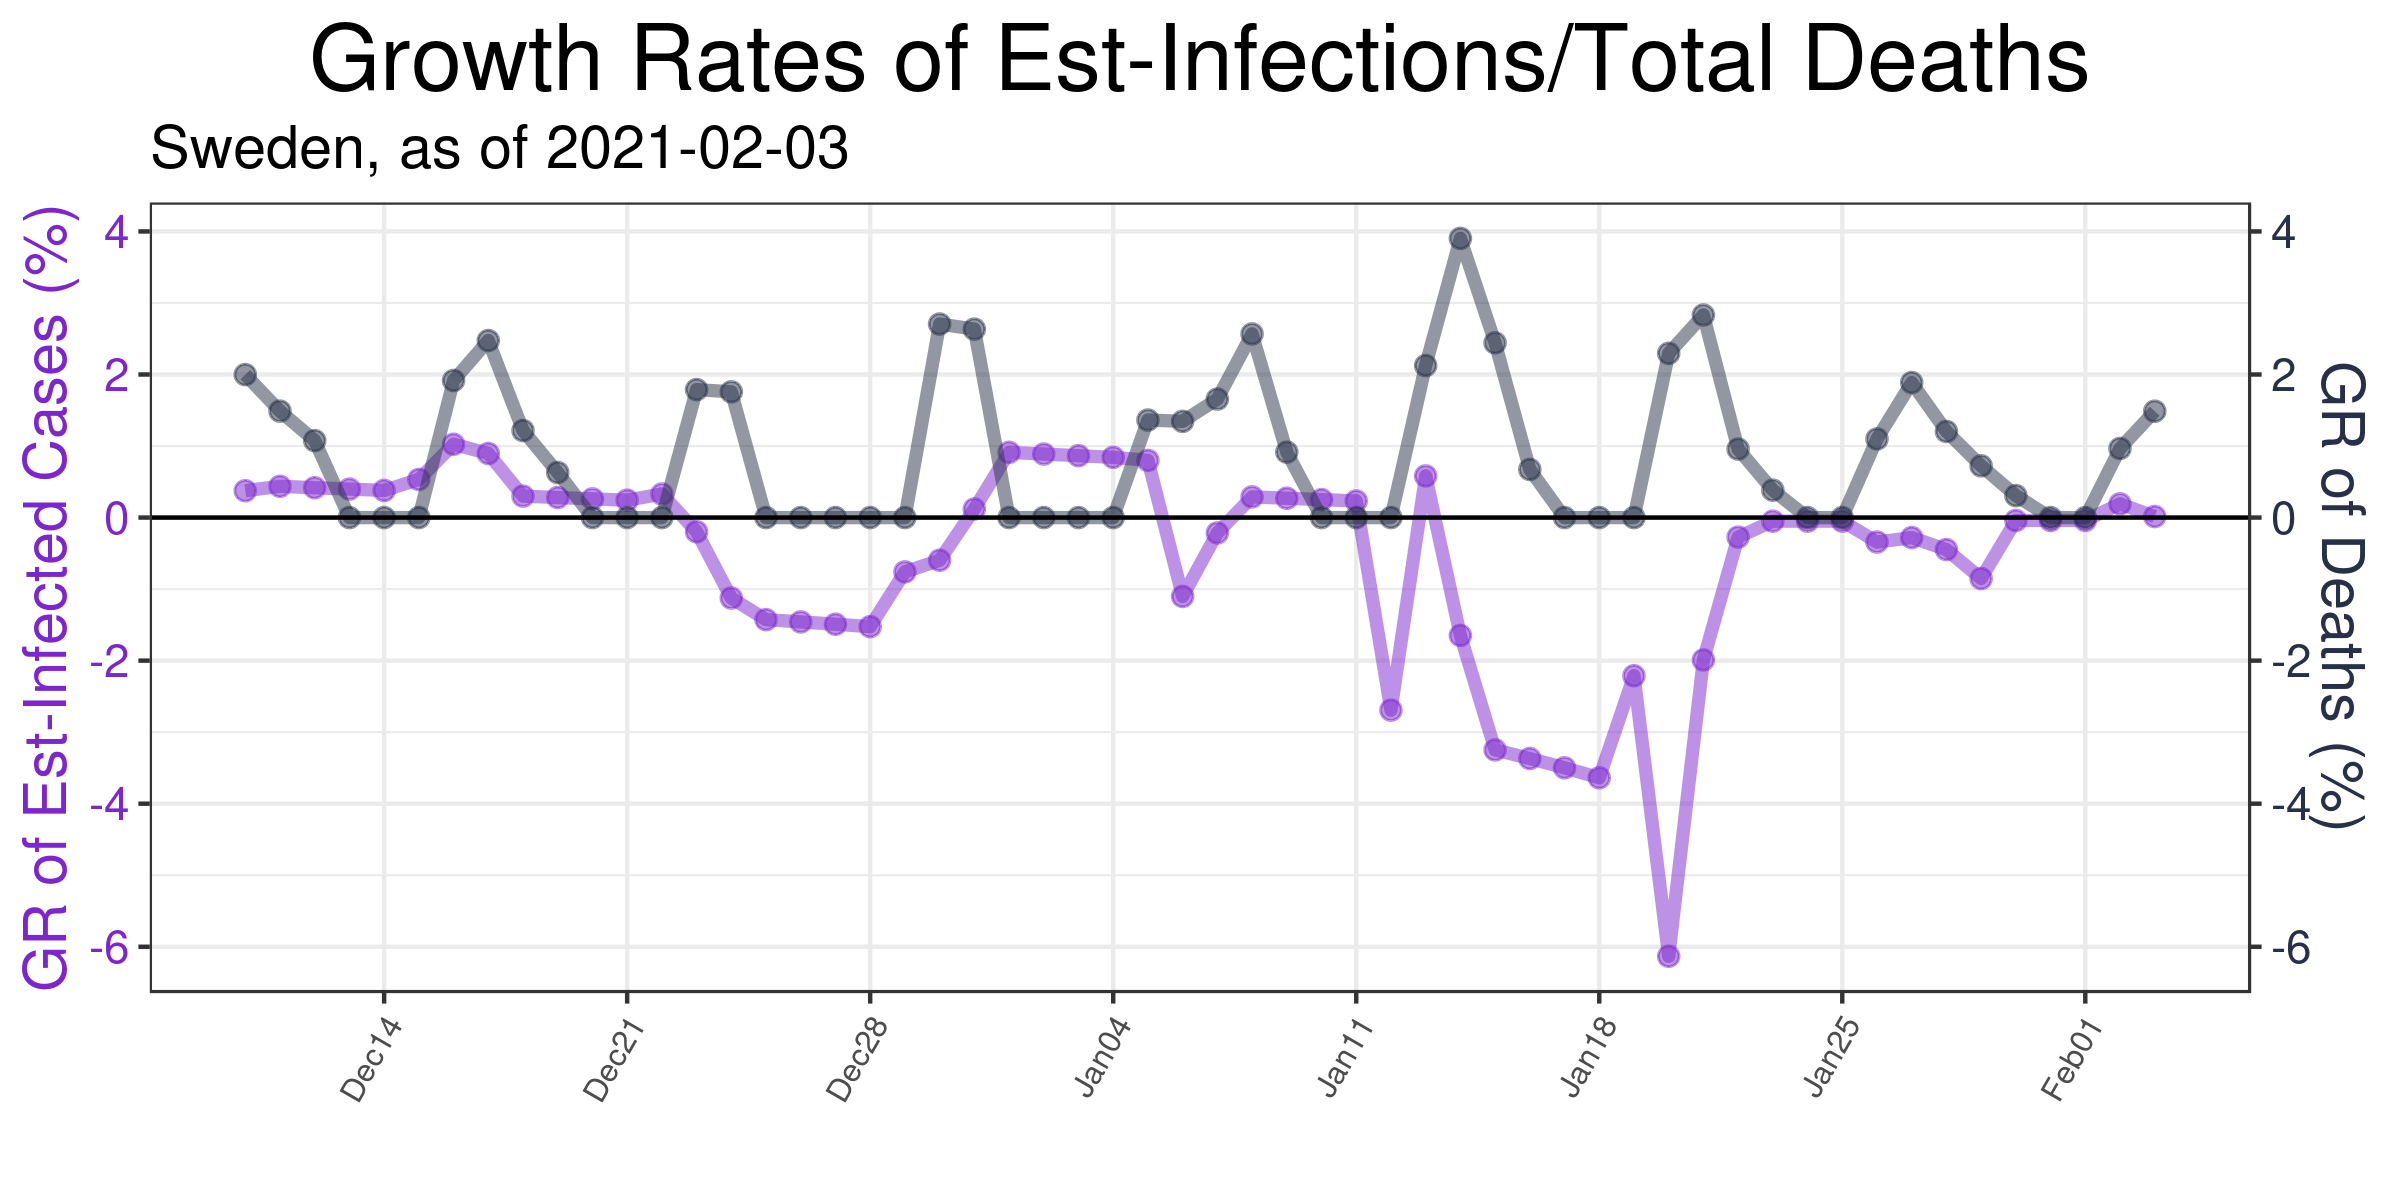 Growth Rates of Est-Infections/Total Deaths
Sweden, as of 2021-02-03
GR of Est-Infected Cases (%)
4
2
0
-2
-4
-6
4
2
0
-2
-4
-6
GR of Deaths (%)
Dec14
Dec21
Dec28
Jan04
Jan11
Jan18
Jan25
Feb01